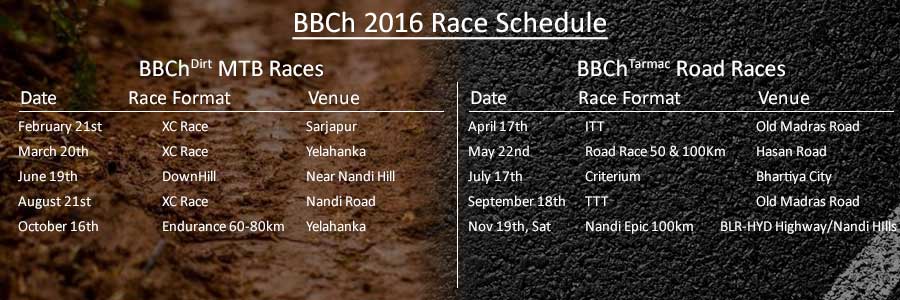 BBCh 2016 Race Schedule
BBChDirt MTB Races
Date Race Format Venue
February 21st XC Race Sarjapur
March 20th XC Race Yelahanka
June 19th DownHill Near Nandi Hill
August 21st XC Race Nandi Road
October 16th Endurance 60-80km Yelahanka
BBChTarmac Road Races
Date Race Format Venue
April 17th ITT Old Madras Road
May 22nd Road Race 50 & 100Km Hasan Road
July 17th Criterium Bhartiya City
September 18th TTT Old Madras Road
Nov 19th, Sat Nandi Epic 100km BLR-HYD Highway/Nandi HIlls